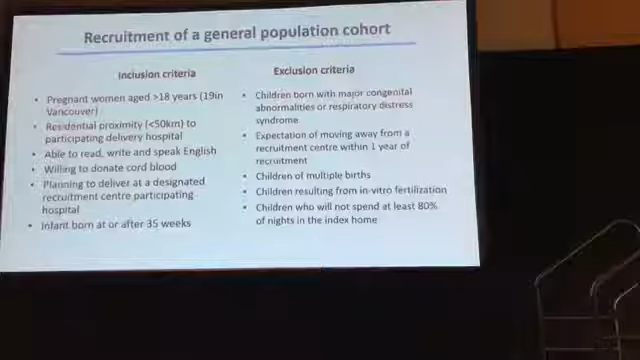 Recruitment of a general population cohort
Inclusion criteria
• Pregnant women aged >18 years (19in
Vancouver)
• Residential proximity (<50km) to
participating delivery hospital
• Able to read, write and speak English
• Willing to donate cord blood
• Planning to deliver at a designated
recruitment centre participating
hospital
• Infant born at or after 35 weeks
Exclusion criteria
• Children born with major congenital
abnormalities or respiratory distress
syndrome
• Expectation of moving away from a
recruitment centre within 1 year of
recruitment
• Children of multiple births
• Children resulting from in-vitro fertilization
• Children who will not spend at least 80%
of nights in the index home